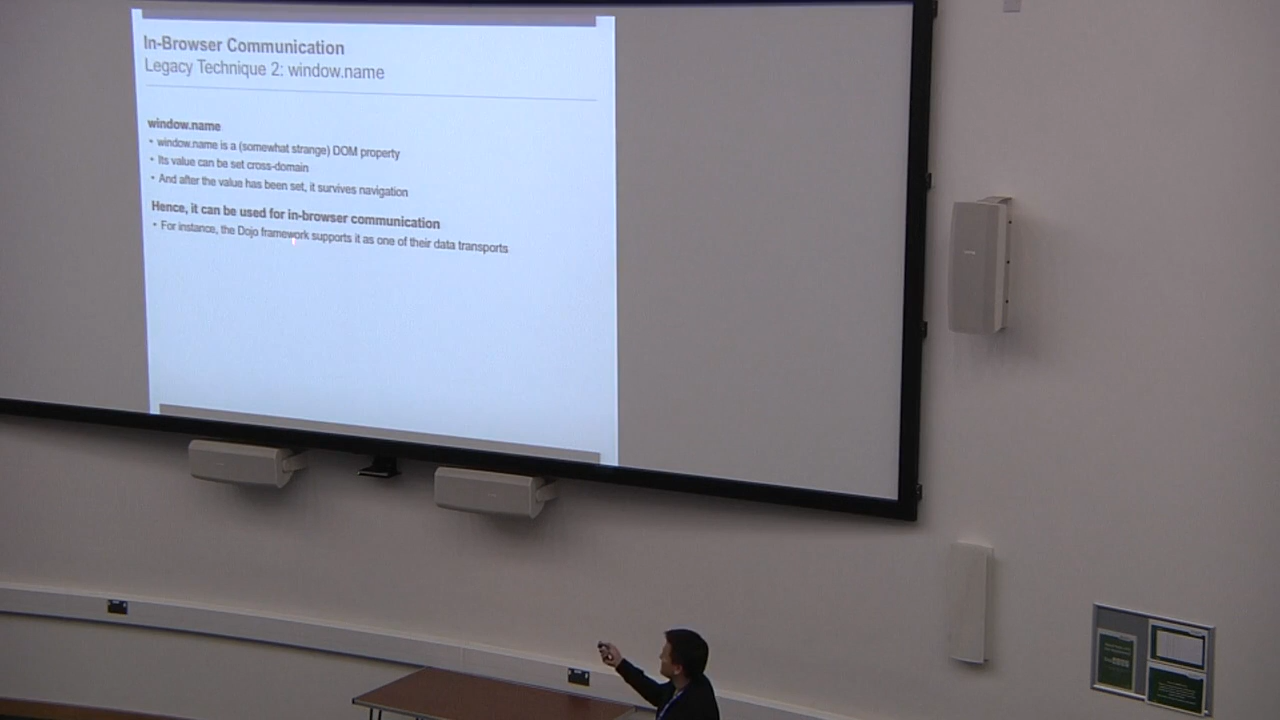 In-Browser Communication
Legacy Technique 2: window.name
window.name
• window.name is a (somewhat strange) DOM property
• Its value can be set cross-domain
• And after the value has been set, it survives navigation
Hence, it can be used for in-browser communication
• For instance, the Dojo framework supports it as one of their data transports